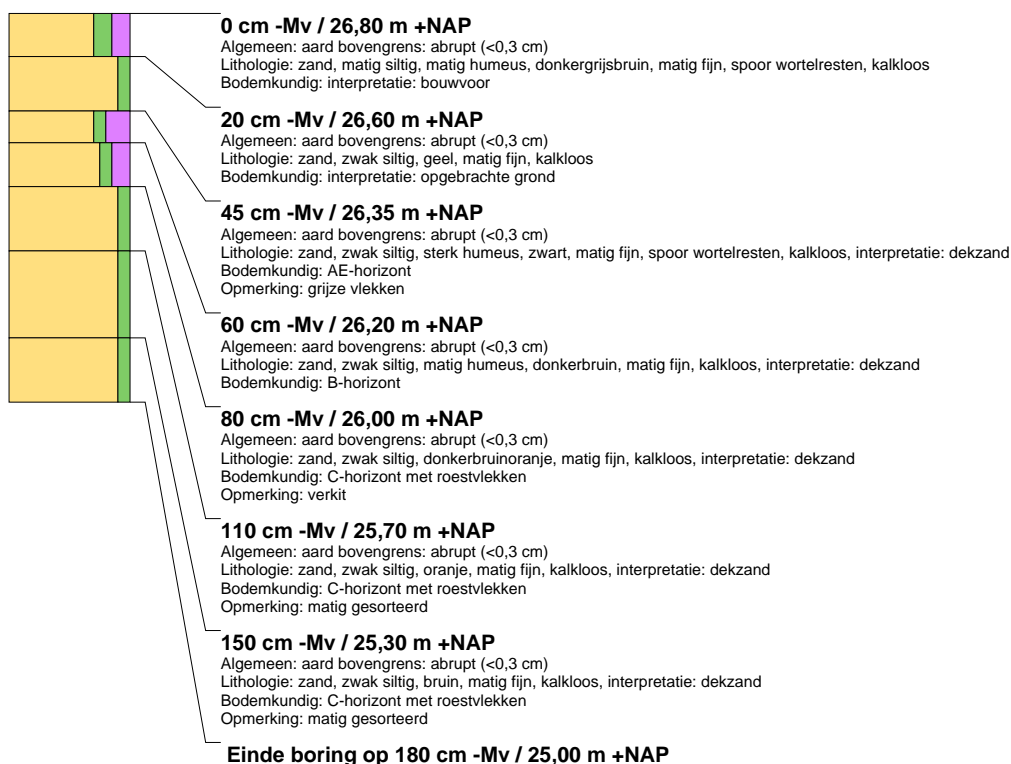 0 cm -Mv / 26,80 m +NAP
Algemeen: aard bovengrens: abrupt (<0,3 cm)
Lithologie: zand, matig siltig, matig humeus, donkergrijsbruin, matig fijn, spoor wortelresten, kalkloos
Bodemkundig: interpretatie: bouwvoor
20 cm -Mv / 26,60 m +NAP
Algemeen: aard bovengrens: abrupt (<0,3 cm)
Lithologie: zand, zwak siltig, geel, matig fijn, kalkloos
Bodemkundig: interpretatie: opgebrachte grond
45 cm -Mv / 26,35 m +NAP
Algemeen: aard bovengrens: abrupt (<0,3 cm)
Lithologie: zand, zwak siltig, sterk humeus, zwart, matig fijn, spoor wortelresten, kalkloos, interpretatie: dekzand
Bodemkundig: AE-horizont
Opmerking: grijze vlekken
60 cm -Mv / 26,20 m +NAP
Algemeen: aard bovengrens: abrupt (<0,3 cm)
Lithologie: zand, zwak siltig, matig humeus, donkerbruin, matig fijn, kalkloos, interpretatie: dekzand
Bodemkundig: B-horizont
80 cm -Mv / 26,00 m +NAP
Algemeen: aard bovengrens: abrupt (<0,3 cm)
Lithologie: zand, zwak siltig, donkerbruinoranje, matig fijn, kalkloos, interpretatie: dekzand
Bodemkundig: C-horizont met roestvlekken
Opmerking: verkit
110 cm -Mv / 25,70 m +NAP
Algemeen: aard bovengrens: abrupt (<0,3 cm)
Lithologie: zand, zwak siltig, oranje, matig fijn, kalkloos, interpretatie: dekzand
Bodemkundig: C-horizont met roestvlekken
Opmerking: matig gesorteerd
150 cm -Mv / 25,30 m +NAP
Algemeen: aard bovengrens: abrupt (<0,3 cm)
Lithologie: zand, zwak siltig, bruin, matig fijn, kalkloos, interpretatie: dekzand
Bodemkundig: C-horizont met roestvlekken
Opmerking: matig gesorteerd
Einde boring op 180 cm -Mv / 25,00 m +NAP